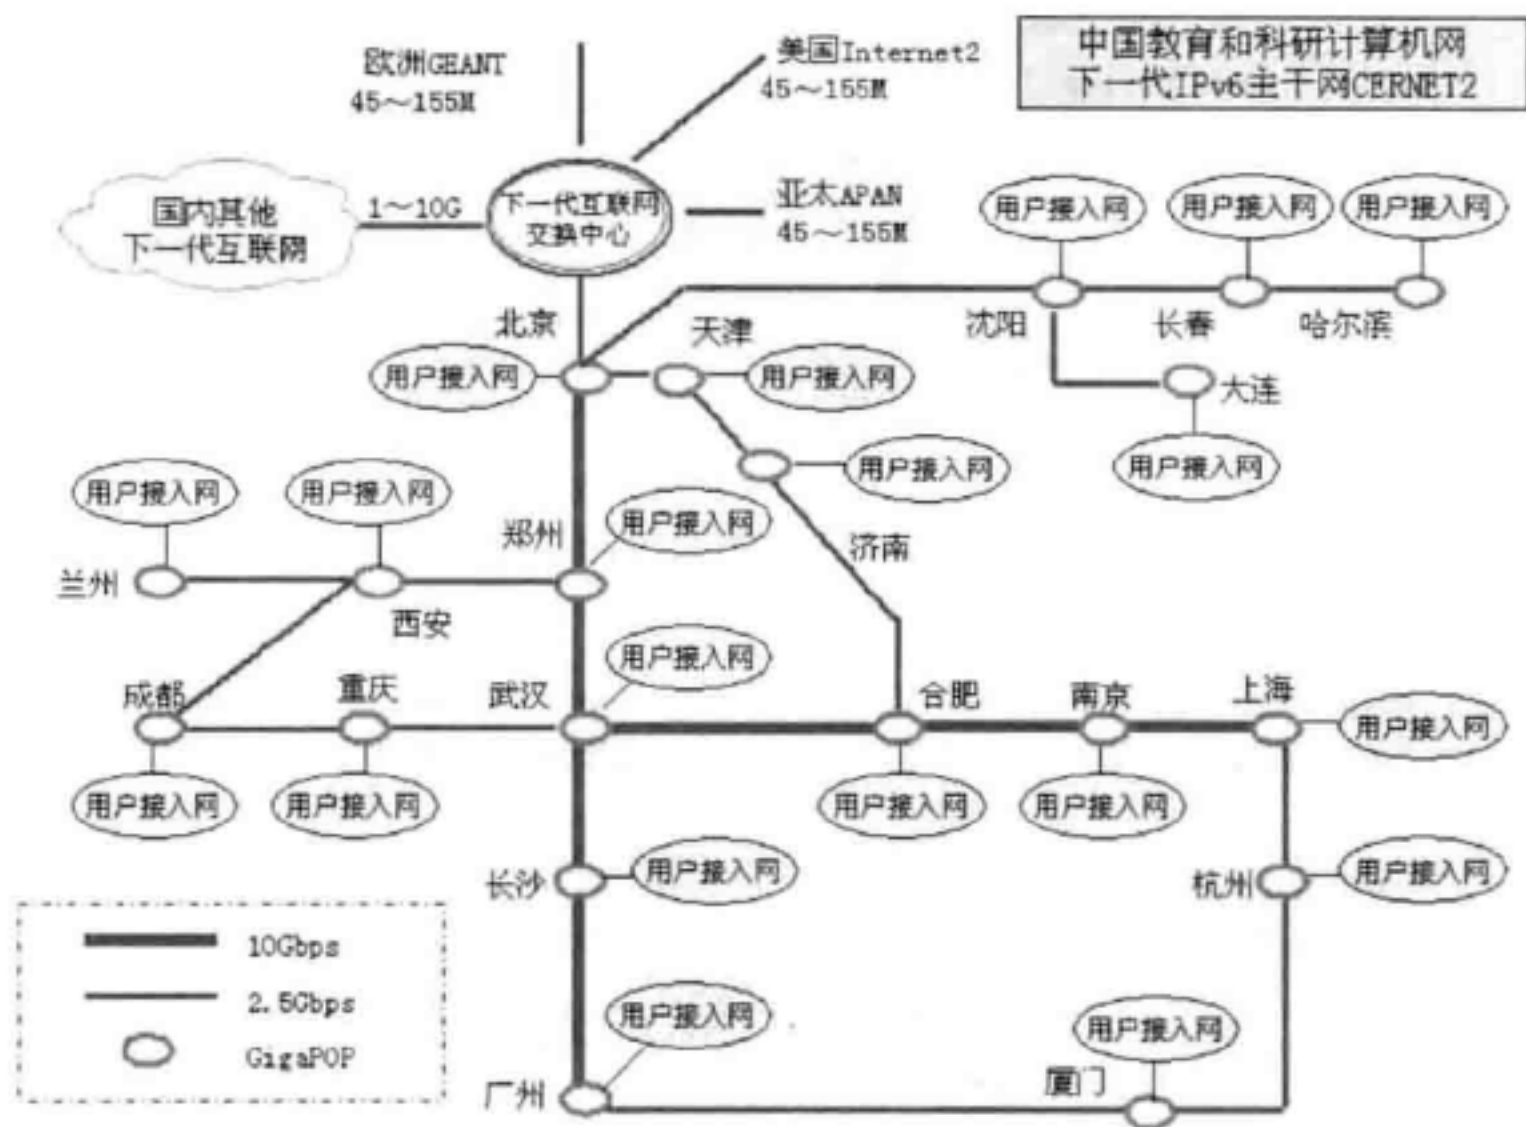 欧洲GEANT
45～155M
美国Internet2
45～155M
中国教育和科研计算机网
下一代IPv6主干网CERNET2
国内其他
下一代互联网
1～10G
下一代互联网
交换中心
亚太APAN
45～155M
用户接入网
用户接入网
用户接入网
北京
天津
沈阳
长春
哈尔滨
用户接入网
用户接入网
大连
用户接入网
用户接入网
用户接入网
用户接入网
郑州
用户接入网
济南
兰州
西安
用户接入网
成都
重庆
武汉
合肥
南京
上海
用户接入网
用户接入网
用户接入网
用户接入网
用户接入网
长沙
用户接入网
杭州
用户接入网
10Gbps
2.5Gbps
GigaPOP
用户接入网
用户接入网
广州
厦门